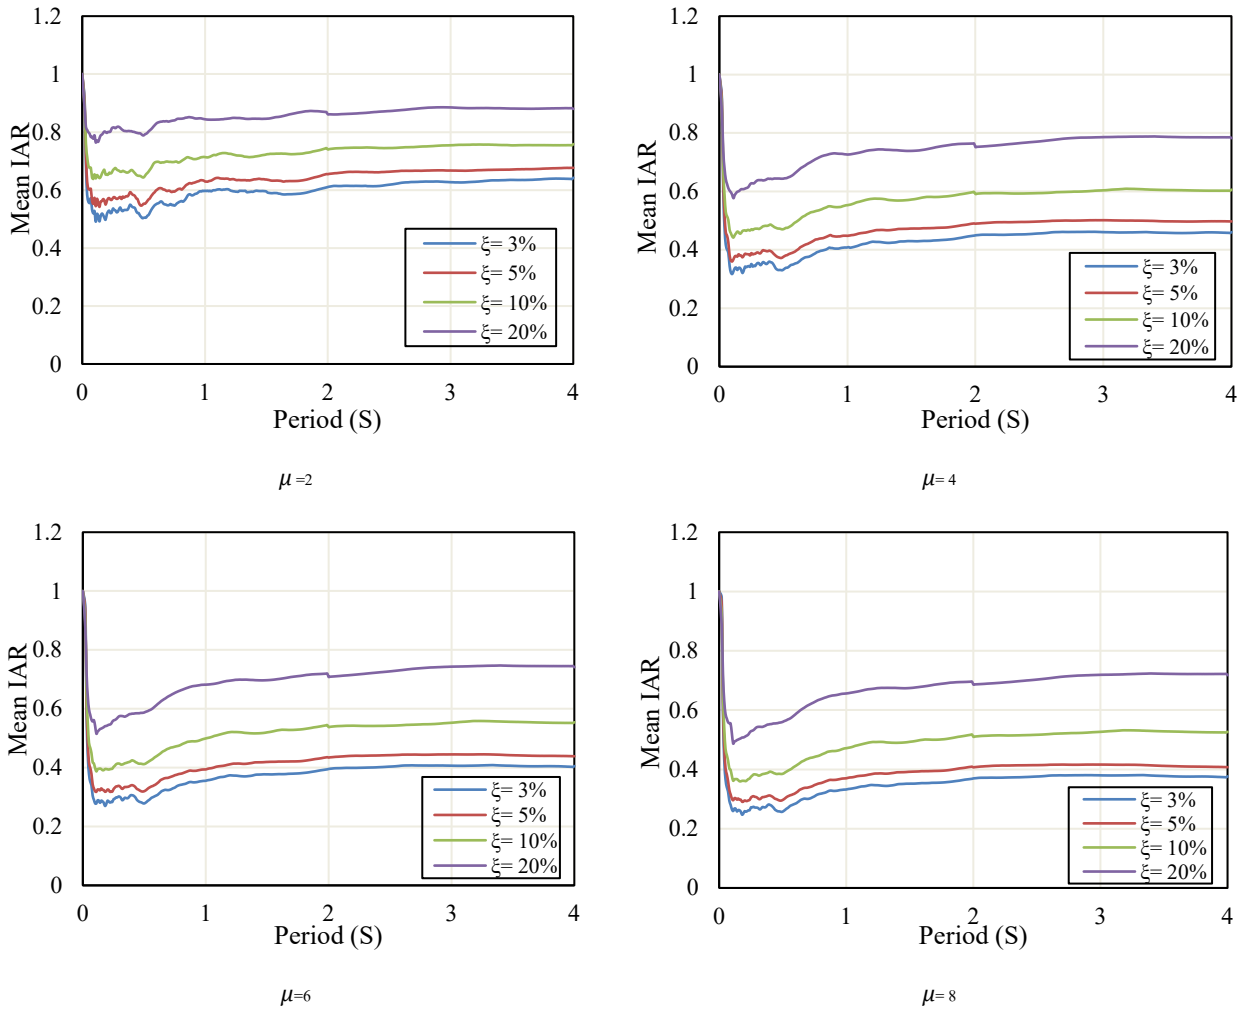 Mean IAR
1.2
1
0.8
0.6
0.4
0.2
0
ξ= 3%
ξ= 5%
ξ= 10%
ξ= 20%
0 1 2 3 4
Period (S)
μ =2
Mean IAR
1.2
1
0.8
0.6
0.4
0.2
0
ξ= 3%
ξ= 5%
ξ= 10%
ξ= 20%
0 1 2 3 4
Period (S)
μ= 4
Mean IAR
1.2
1
0.8
0.6
0.4
0.2
0
ξ= 3%
ξ= 5%
ξ= 10%
ξ= 20%
0 1 2 3 4
Period (S)
μ=6
Mean IAR
1.2
1
0.8
0.6
0.4
0.2
0
ξ= 3%
ξ= 5%
ξ= 10%
ξ= 20%
0 1 2 3 4
Period (S)
μ= 8